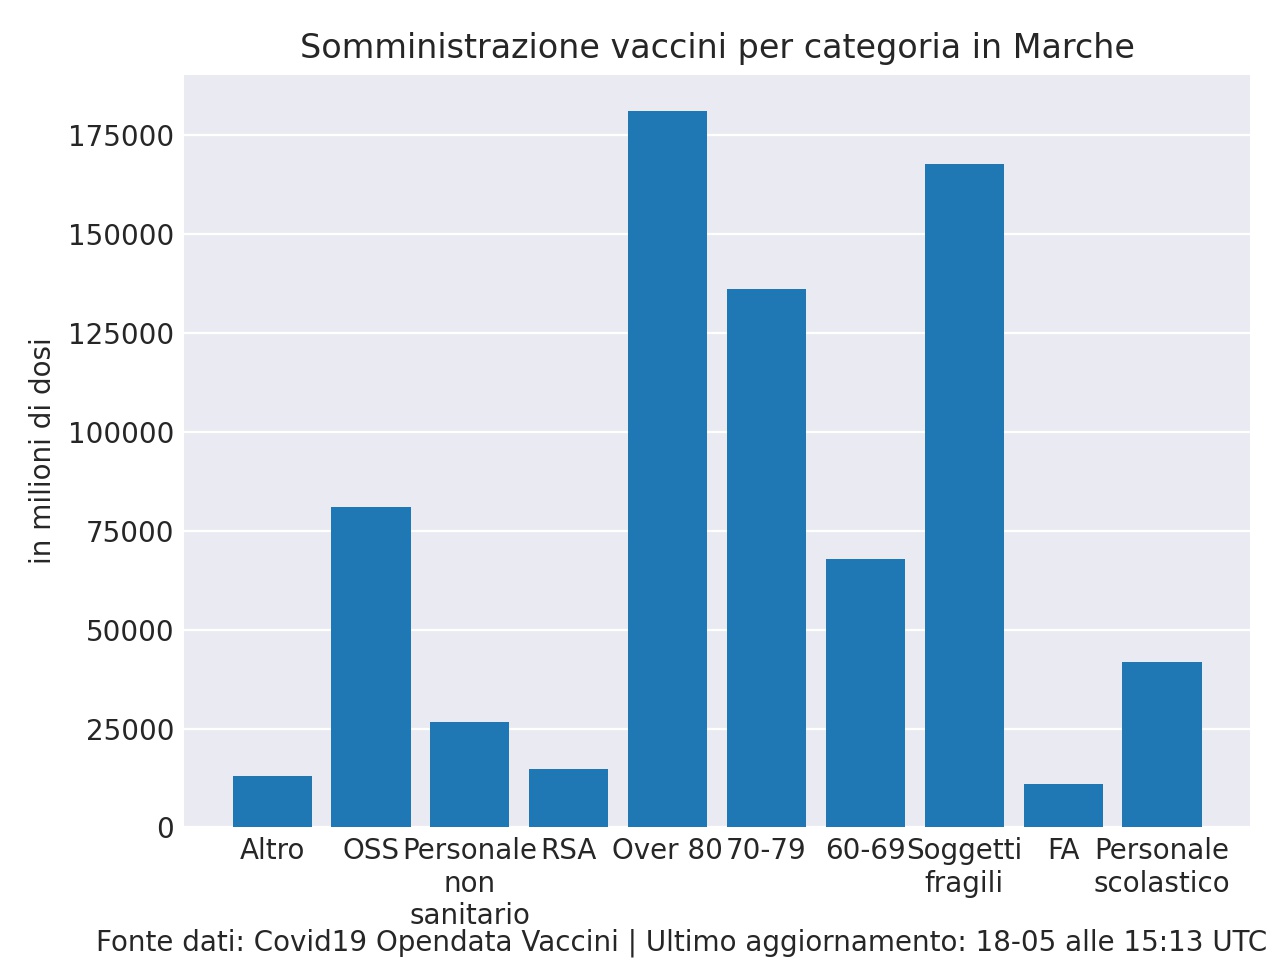 Somministrazione vaccini per categoria in Marche
in milioni di dosi
175000
150000
125000
100000
75000
50000
25000
0
Altro
OSS
Personale
non
sanitario
RSA
Over 80
70-79
60-69
Soggetti
fragili
FA
Personale
scolastico
Fonte dati: Covid19 Opendata Vaccini | Ultimo aggiornamento: 18-05 alle 15:13 UTC